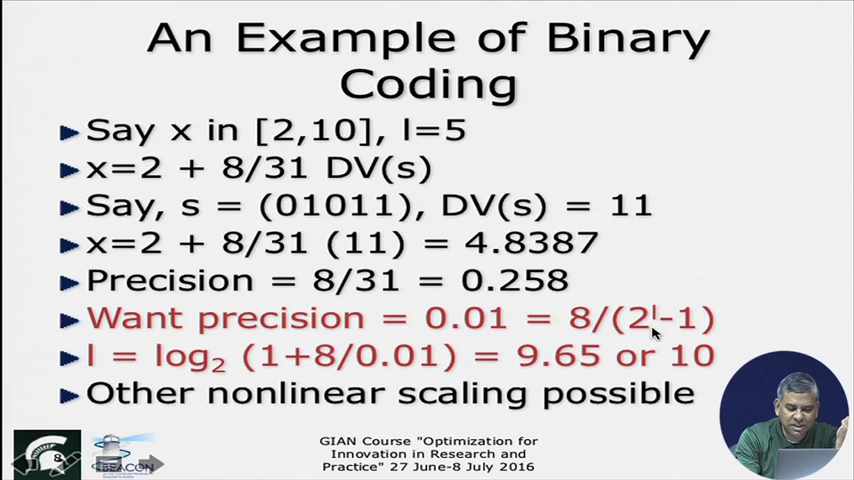 An Example of Binary
Coding
Say x in [2,10], l=5
x=2 + 8/31 DV(s)
Say, s = (01011), DV(s) = 11
x=2 + 8/31 (11) = 4.8387
Precision = 8/31 = 0.258
Want precision = 0.01 = 8/(2ˡ-1)
l = log₂ (1+8/0.01) = 9.65 or 10
Other nonlinear scaling possible
GIAN Course "Optimization for
Innovation in Research and
Practice" 27 June-8 July 2016
8
BEACON